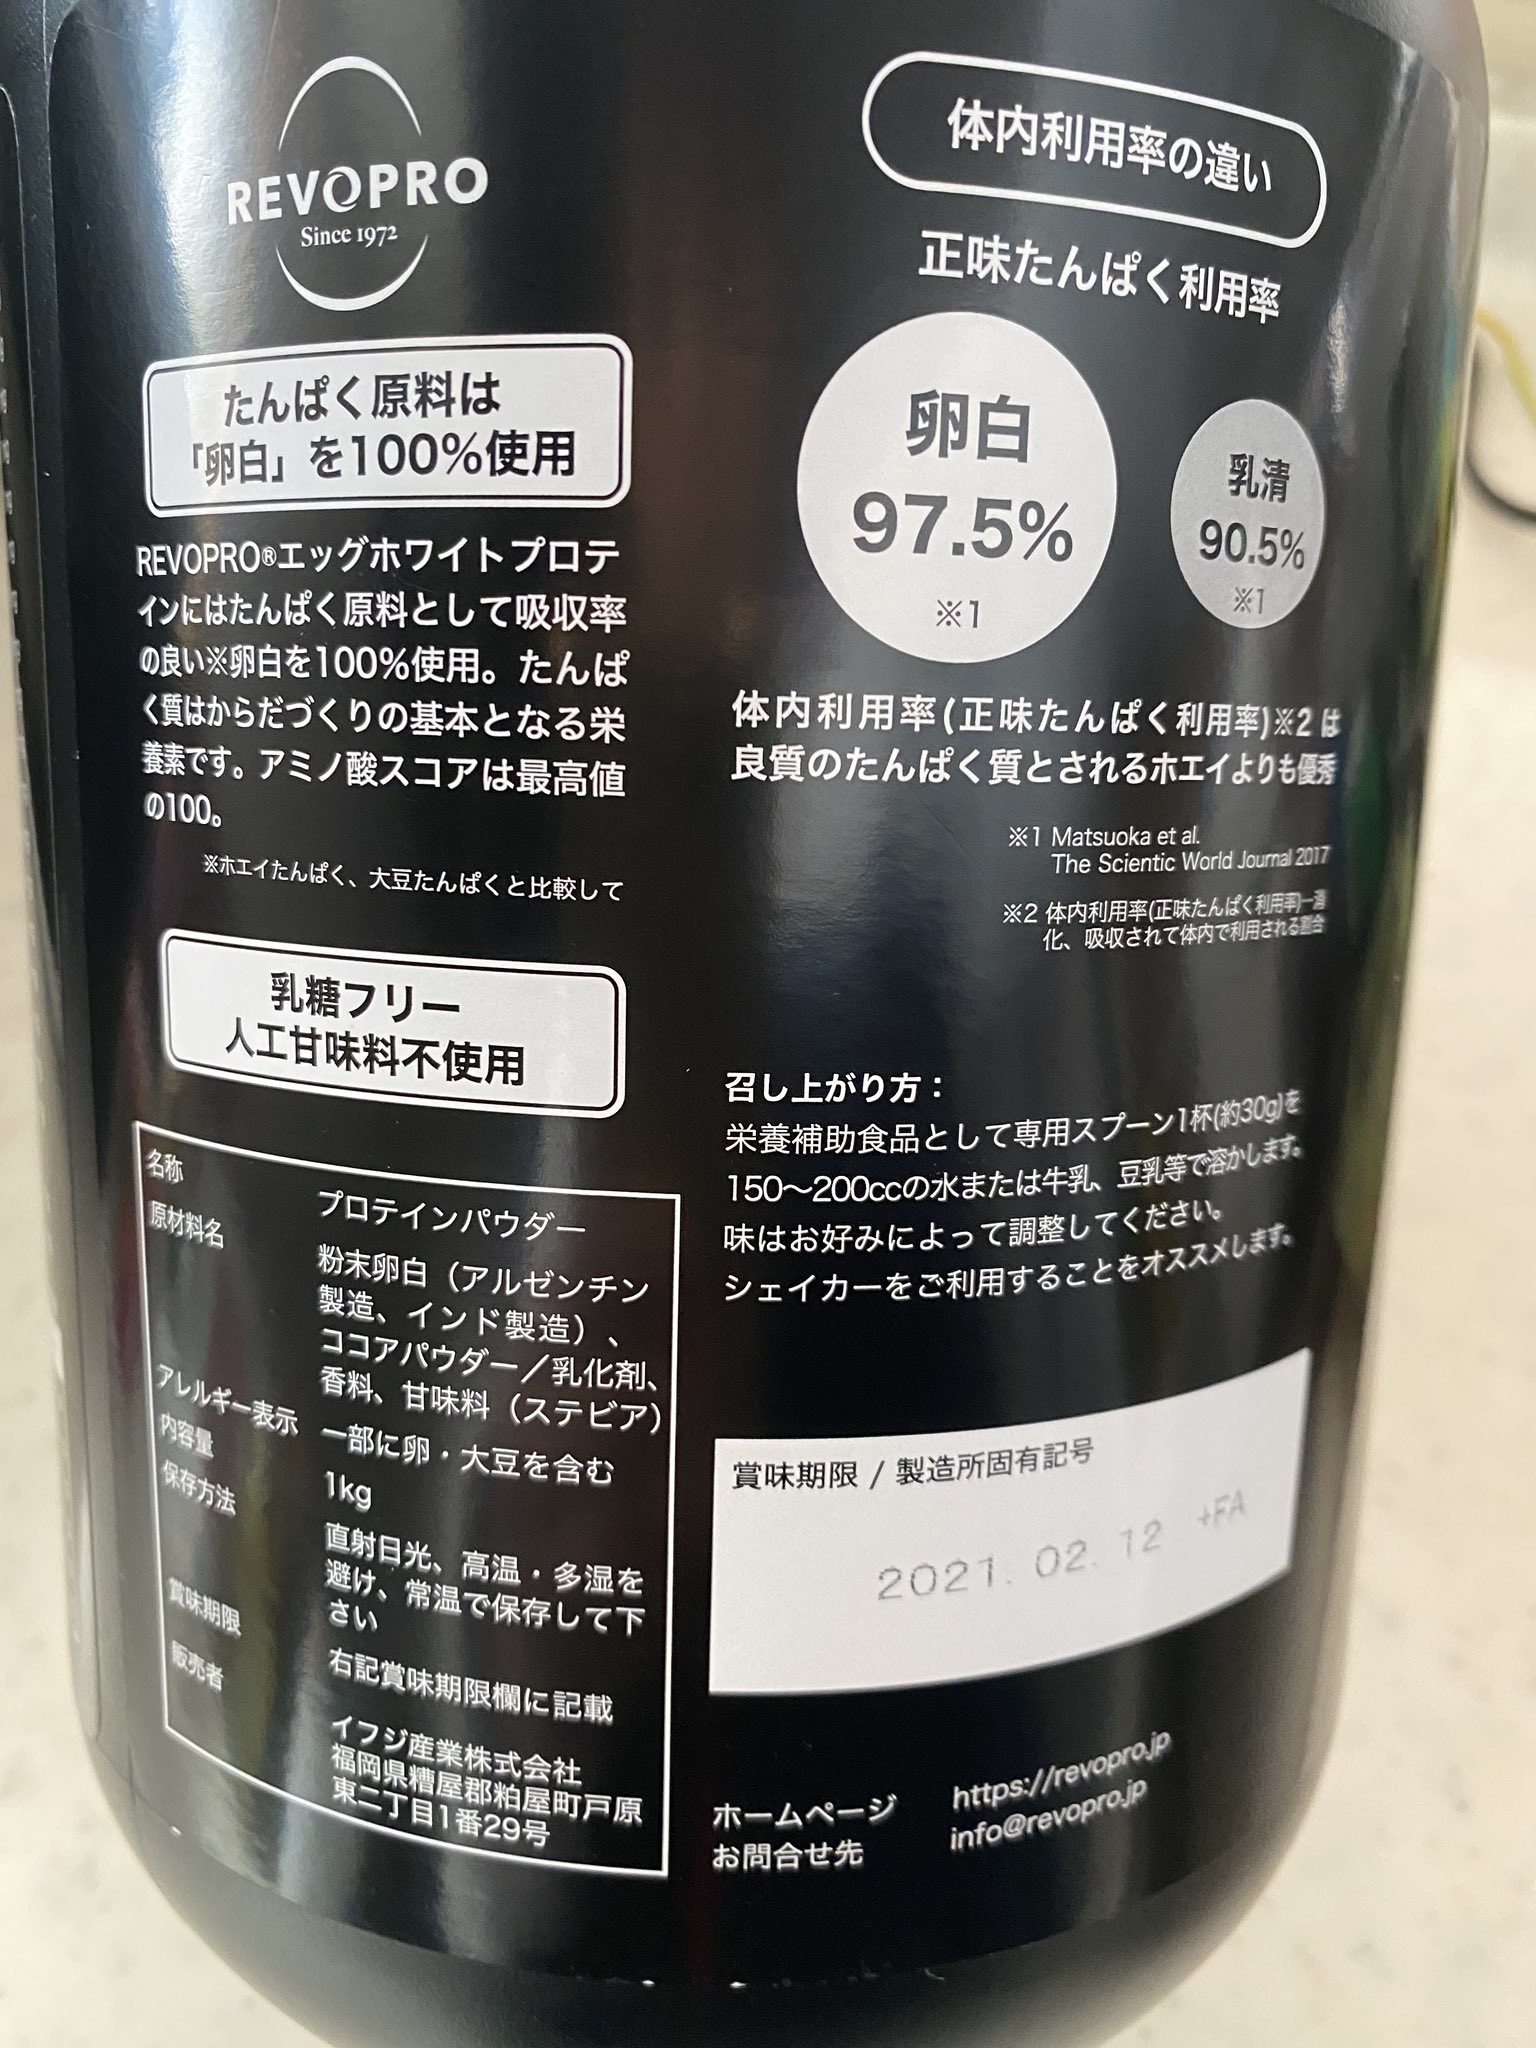 REVOPRO
Since 1972
たんぱく原料は
「卵白」を100%使用
REVOPRO®エッグホワイトプロテ
インにはたんぱく原料として吸収率
の良い※卵白を100%使用。たんぱ
く質はからだづくりの基本となる栄
養素です。アミノ酸スコアは最高値
の100。
※ホエイたんぱく、大豆たんぱくと比較して
乳糖フリー
人工甘味料不使用
名称
プロテインパウダー
原材料名
粉末卵白（アルゼンチン
製造、インド製造）、
ココアパウダー／乳化剤、
香料、甘味料（ステビア）
アレルギー表示
一部に卵・大豆を含む
内容量
1kg
保存方法
直射日光、高温・多湿を
避け、常温で保存して下
さい
賞味期限
右記賞味期限欄に記載
販売者
イフジ産業株式会社
福岡県糟屋郡粕屋町戸原
東二丁目1番29号
体内利用率の違い
正味たんぱく利用率
卵白
97.5%
※1
乳清
90.5%
※1
体内利用率(正味たんぱく利用率)※2 は
良質のたんぱく質とされるホエイよりも優秀
※1 Matsuoka et al.
The Scientic World Journal 2017
※2 体内利用率(正味たんぱく利用率)—消
化、吸収されて体内で利用される割合
召し上がり方：
栄養補助食品として専用スプーン1杯(約30g)を
150〜200ccの水または牛乳、豆乳等で溶かします。
味はお好みによって調整してください。
シェイカーをご利用することをオススメします。
賞味期限 / 製造所固有記号
2021. 02. 12 +FA
ホームページ https://revopro.jp
お問合せ先 info@revopro.jp